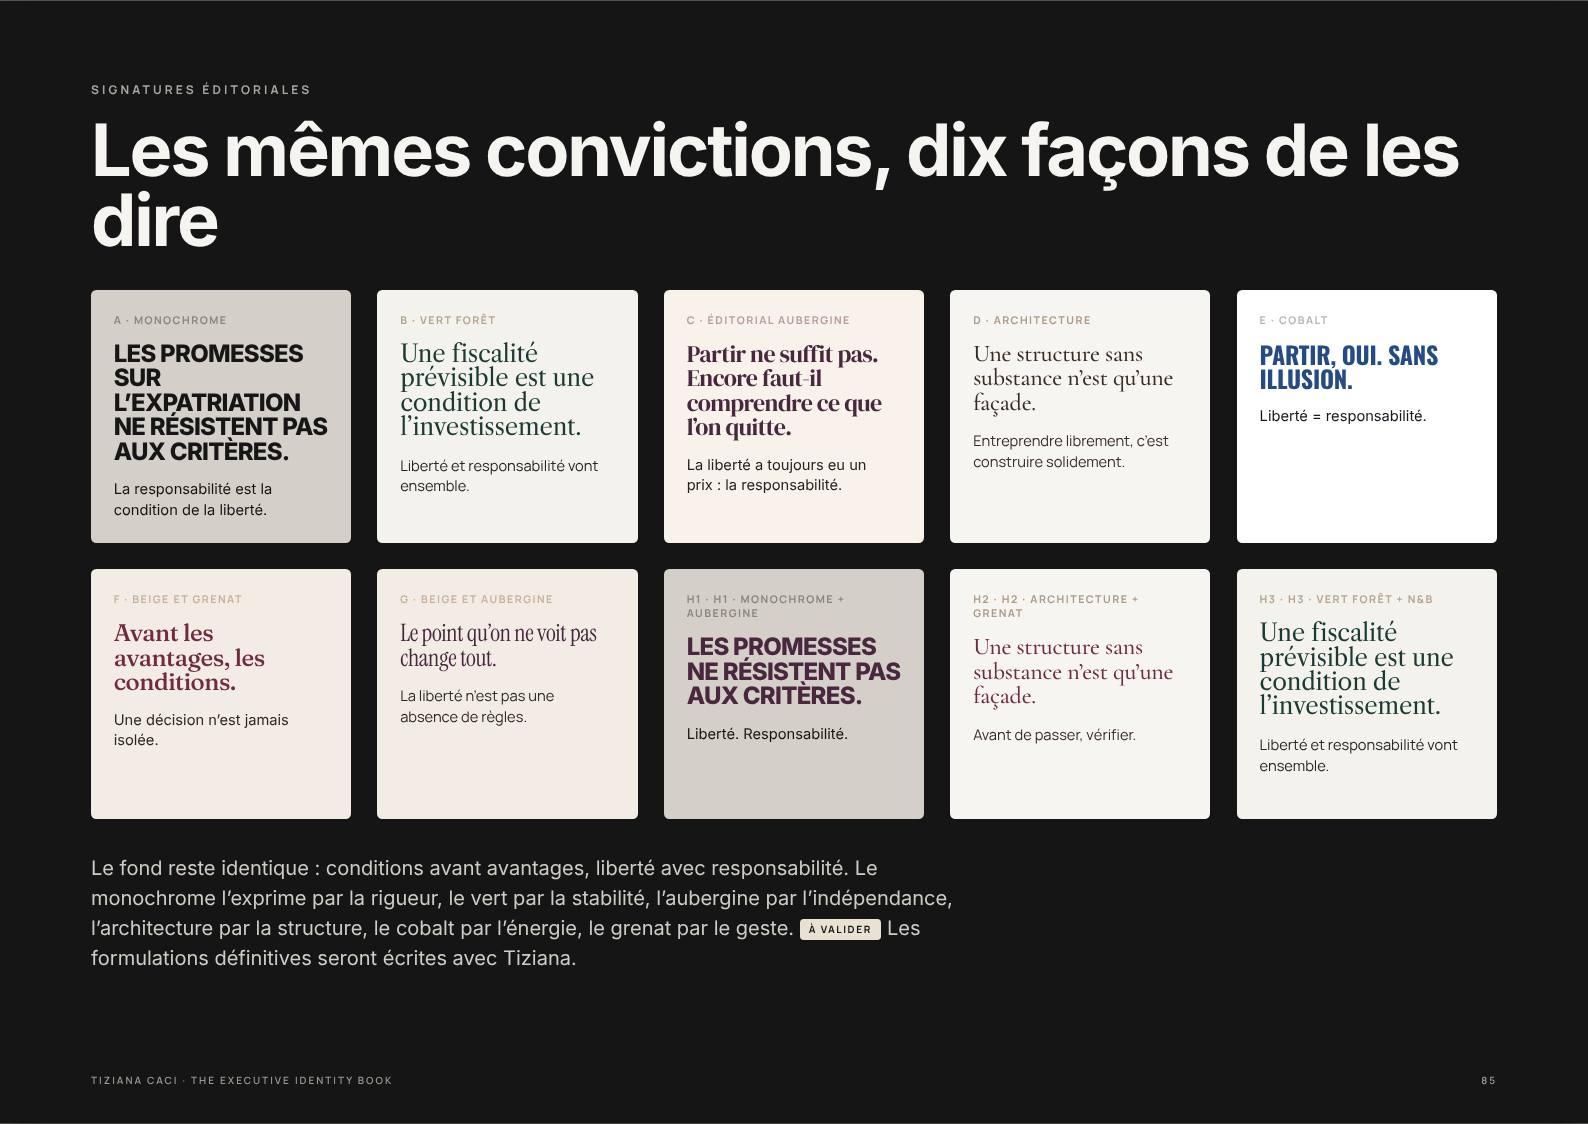 SIGNATURES ÉDITORIALES
Les mêmes convictions, dix façons de les
dire
A · MONOCHROME
LES PROMESSES
SUR
L’EXPATRIATION
NE RÉSISTENT PAS
AUX CRITÈRES.
La responsabilité est la
condition de la liberté.
B · VERT FORÊT
Une fiscalité
prévisible est une
condition de
l’investissement.
Liberté et responsabilité vont
ensemble.
C · ÉDITORIAL AUBERGINE
Partir ne suffit pas.
Encore faut-il
comprendre ce que
l’on quitte.
La liberté a toujours eu un
prix : la responsabilité.
D · ARCHITECTURE
Une structure sans
substance n’est qu’une
façade.
Entreprendre librement, c’est
construire solidement.
E · COBALT
PARTIR, OUI. SANS
ILLUSION.
Liberté = responsabilité.
F · BEIGE ET GRENAT
Avant les
avantages, les
conditions.
Une décision n’est jamais
isolée.
G · BEIGE ET AUBERGINE
Le point qu’on ne voit pas
change tout.
La liberté n’est pas une
absence de règles.
H1 · H1 · MONOCHROME +
AUBERGINE
LES PROMESSES
NE RÉSISTENT PAS
AUX CRITÈRES.
Liberté. Responsabilité.
H2 · H2 · ARCHITECTURE +
GRENAT
Une structure sans
substance n’est qu’une
façade.
Avant de passer, vérifier.
H3 · H3 · VERT FORÊT + N&B
Une fiscalité
prévisible est une
condition de
l’investissement.
Liberté et responsabilité vont
ensemble.
Le fond reste identique : conditions avant avantages, liberté avec responsabilité. Le
monochrome l’exprime par la rigueur, le vert par la stabilité, l’aubergine par l’indépendance,
l’architecture par la structure, le cobalt par l’énergie, le grenat par le geste. À VALIDER Les
formulations définitives seront écrites avec Tiziana.
TIZIANA CACI · THE EXECUTIVE IDENTITY BOOK
85